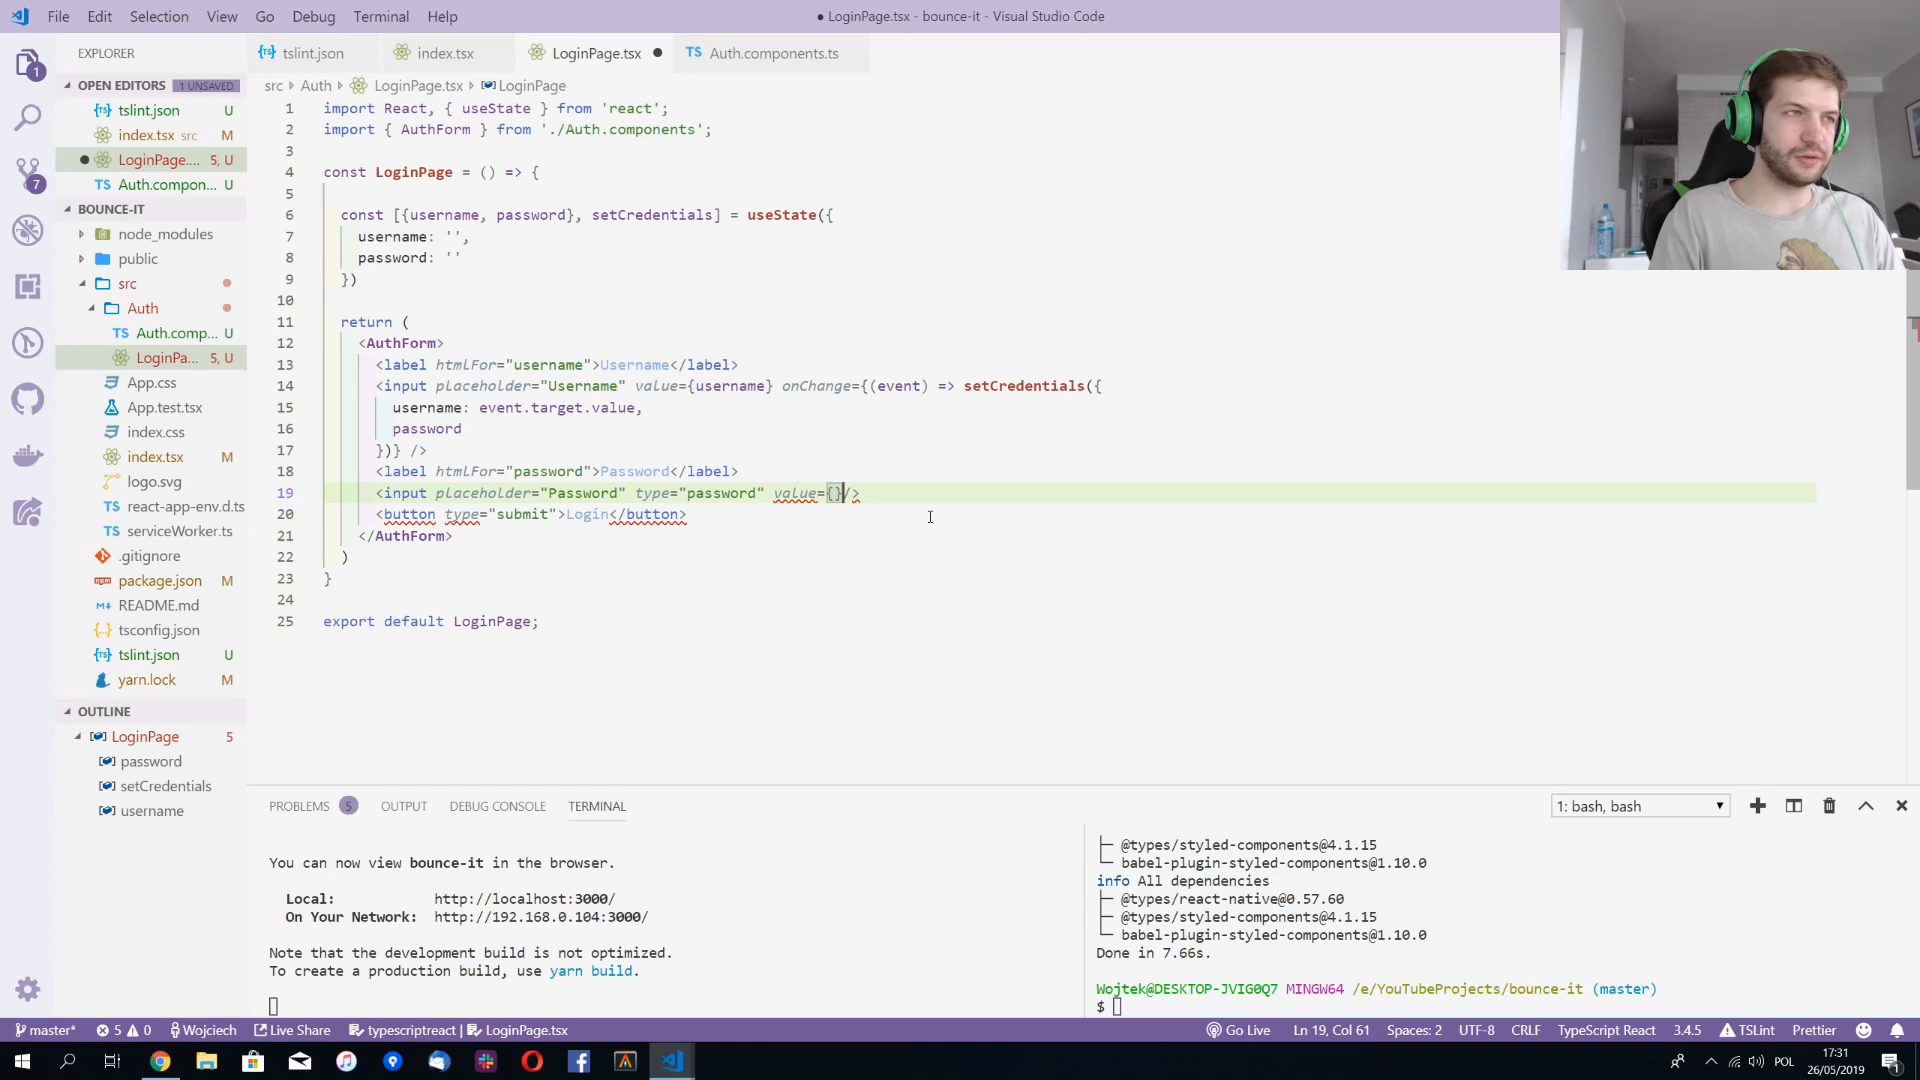 File Edit Selection View Go Debug Terminal Help
● LoginPage.tsx - bounce-it - Visual Studio Code
EXPLORER
tslint.json
index.tsx
LoginPage.tsx ●
TS Auth.components.ts
OPEN EDITORS 1 UNSAVED
tslint.json U
index.tsx src M
LoginPage.... 5, U
TS Auth.compon... U
BOUNCE-IT
node_modules
public
src
Auth
TS Auth.comp... U
LoginPa... 5, U
App.css
App.test.tsx
index.css
index.tsx M
logo.svg
react-app-env.d.ts
serviceWorker.ts
.gitignore
package.json M
README.md
tsconfig.json
tslint.json U
yarn.lock M
OUTLINE
LoginPage 5
password
setCredentials
username
1
7
src Auth LoginPage.tsx LoginPage
1 import React, { useState } from 'react';
2 import { AuthForm } from './Auth.components';
3
4 const LoginPage = () => {
5
6 const [{username, password}, setCredentials] = useState({
7 username: '',
8 password: ''
9 })
10
11 return (
12 <AuthForm>
13 <label htmlFor="username">Username</label>
14 <input placeholder="Username" value={username} onChange={(event) => setCredentials({
15 username: event.target.value,
16 password
17 })} />
18 <label htmlFor="password">Password</label>
19 <input placeholder="Password" type="password" value={}/>
20 <button type="submit">Login</button>
21 </AuthForm>
22 )
23 }
24
25 export default LoginPage;
PROBLEMS 5 OUTPUT DEBUG CONSOLE TERMINAL
1: bash, bash
You can now view bounce-it in the browser.
Local: http://localhost:3000/
On Your Network: http://192.168.0.104:3000/
Note that the development build is not optimized.
To create a production build, use yarn build.
├─ @types/styled-components@4.1.15
└─ babel-plugin-styled-components@1.10.0
info All dependencies
├─ @types/react-native@0.57.60
├─ @types/styled-components@4.1.15
└─ babel-plugin-styled-components@1.10.0
Done in 7.66s.
Wojtek@DESKTOP-JVIG0Q7 MINGW64 /e/YouTubeProjects/bounce-it (master)
$
master* 5 0 Wojciech Live Share typescriptreact | LoginPage.tsx
Go Live Ln 19, Col 61 Spaces: 2 UTF-8 CRLF TypeScript React 3.4.5 TSLint Prettier
POL
17:31
26/05/2019
1